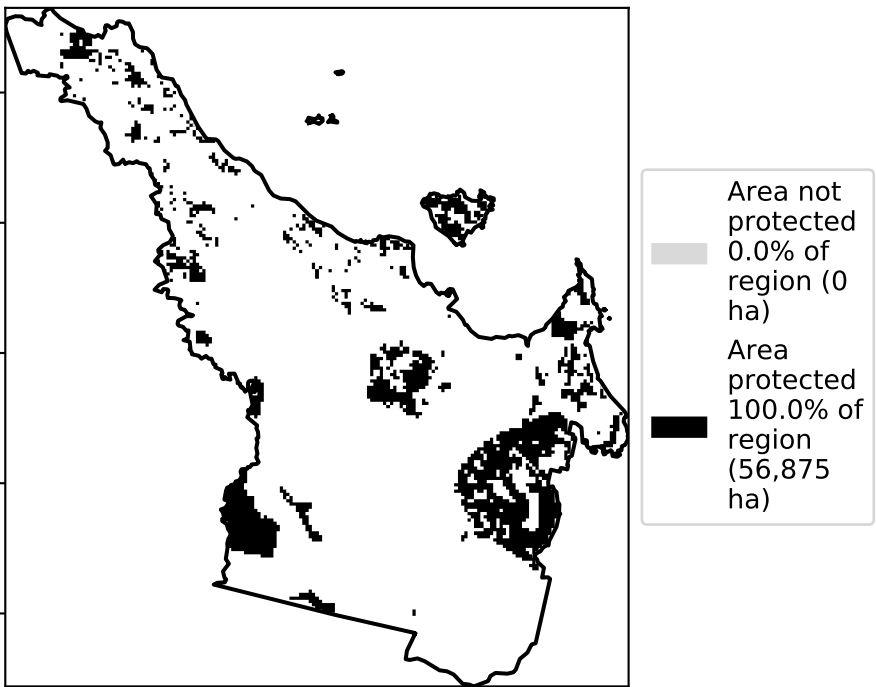 Area not
protected
0.0% of
region (0
ha)
Area
protected
100.0% of
region
(56,875
ha)